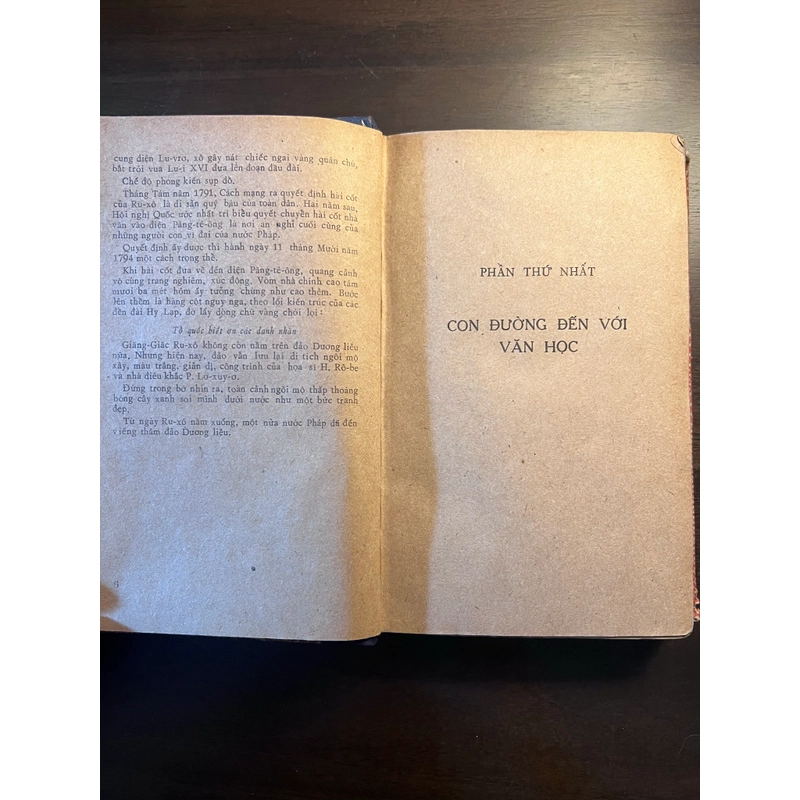 cung điện Lu-vrơ, xô gãy nát chiếc ngai vàng quân chủ,
bắt trói vua Lu-i XVI đưa lên đoạn đầu đài.
Chế độ phong kiến sụp đổ.
Tháng Tám năm 1791, Cách mạng ra quyết định hài cốt
của Ru-xô là di sản quý báu của toàn dân. Hai năm sau,
Hội nghị Quốc ước nhất trí biểu quyết chuyển hài cốt nhà
văn vào điện Păng-tê-ông là nơi an nghỉ cuối cùng của
những người con vĩ đại của nước Pháp.
Quyết định ấy được thi hành ngày 11 tháng Mười năm
1794 một cách trọng thể.
Khi hài cốt đưa về đến điện Păng-tê-ông, quang cảnh
vô cùng trang nghiêm, xúc động. Vòm nhà chính cao tám
mươi ba mét hôm ấy tưởng chừng như cao thêm. Bước
lên thềm là hàng cột nguy nga, theo lối kiến trúc của các
đền đài Hy Lạp, đó lấy dòng chữ vàng chói lọi:
Tổ quốc biết ơn các danh nhân
Giăng-Giắc Ru-xô không còn nằm trên đảo Dương liễu
nữa. Nhưng hiện nay, đảo vẫn lưu lại di tích ngôi mộ
xây, màu trắng, giản dị, công trình của họa sĩ H. Rô-be
và nhà điêu khắc P. Lơ-xuy-ơ.
Đứng trong bờ nhìn ra, toàn cảnh ngôi mộ thấp thoáng
bóng cây xanh soi mình dưới nước như một bức tranh
đẹp.
Từ ngày Ru-xô nằm xuống, một nửa nước Pháp đã đến
viếng thăm đảo Dương liễu.
6
PHẦN THỨ NHẤT
CON ĐƯỜNG ĐẾN VỚI
VĂN HỌC